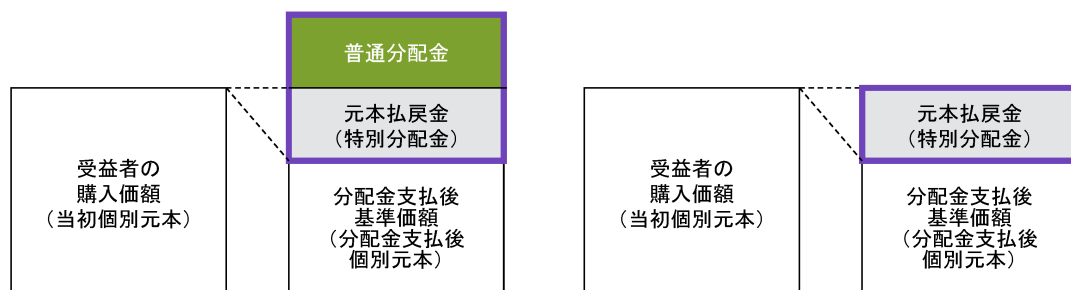 普通分配金
元本払戻金
（特別分配金）
受益者の
購入価額
（当初個別元本）
分配金支払後
基準価額
（分配金支払後
個別元本）
元本払戻金
（特別分配金）
受益者の
購入価額
（当初個別元本）
分配金支払後
基準価額
（分配金支払後
個別元本）